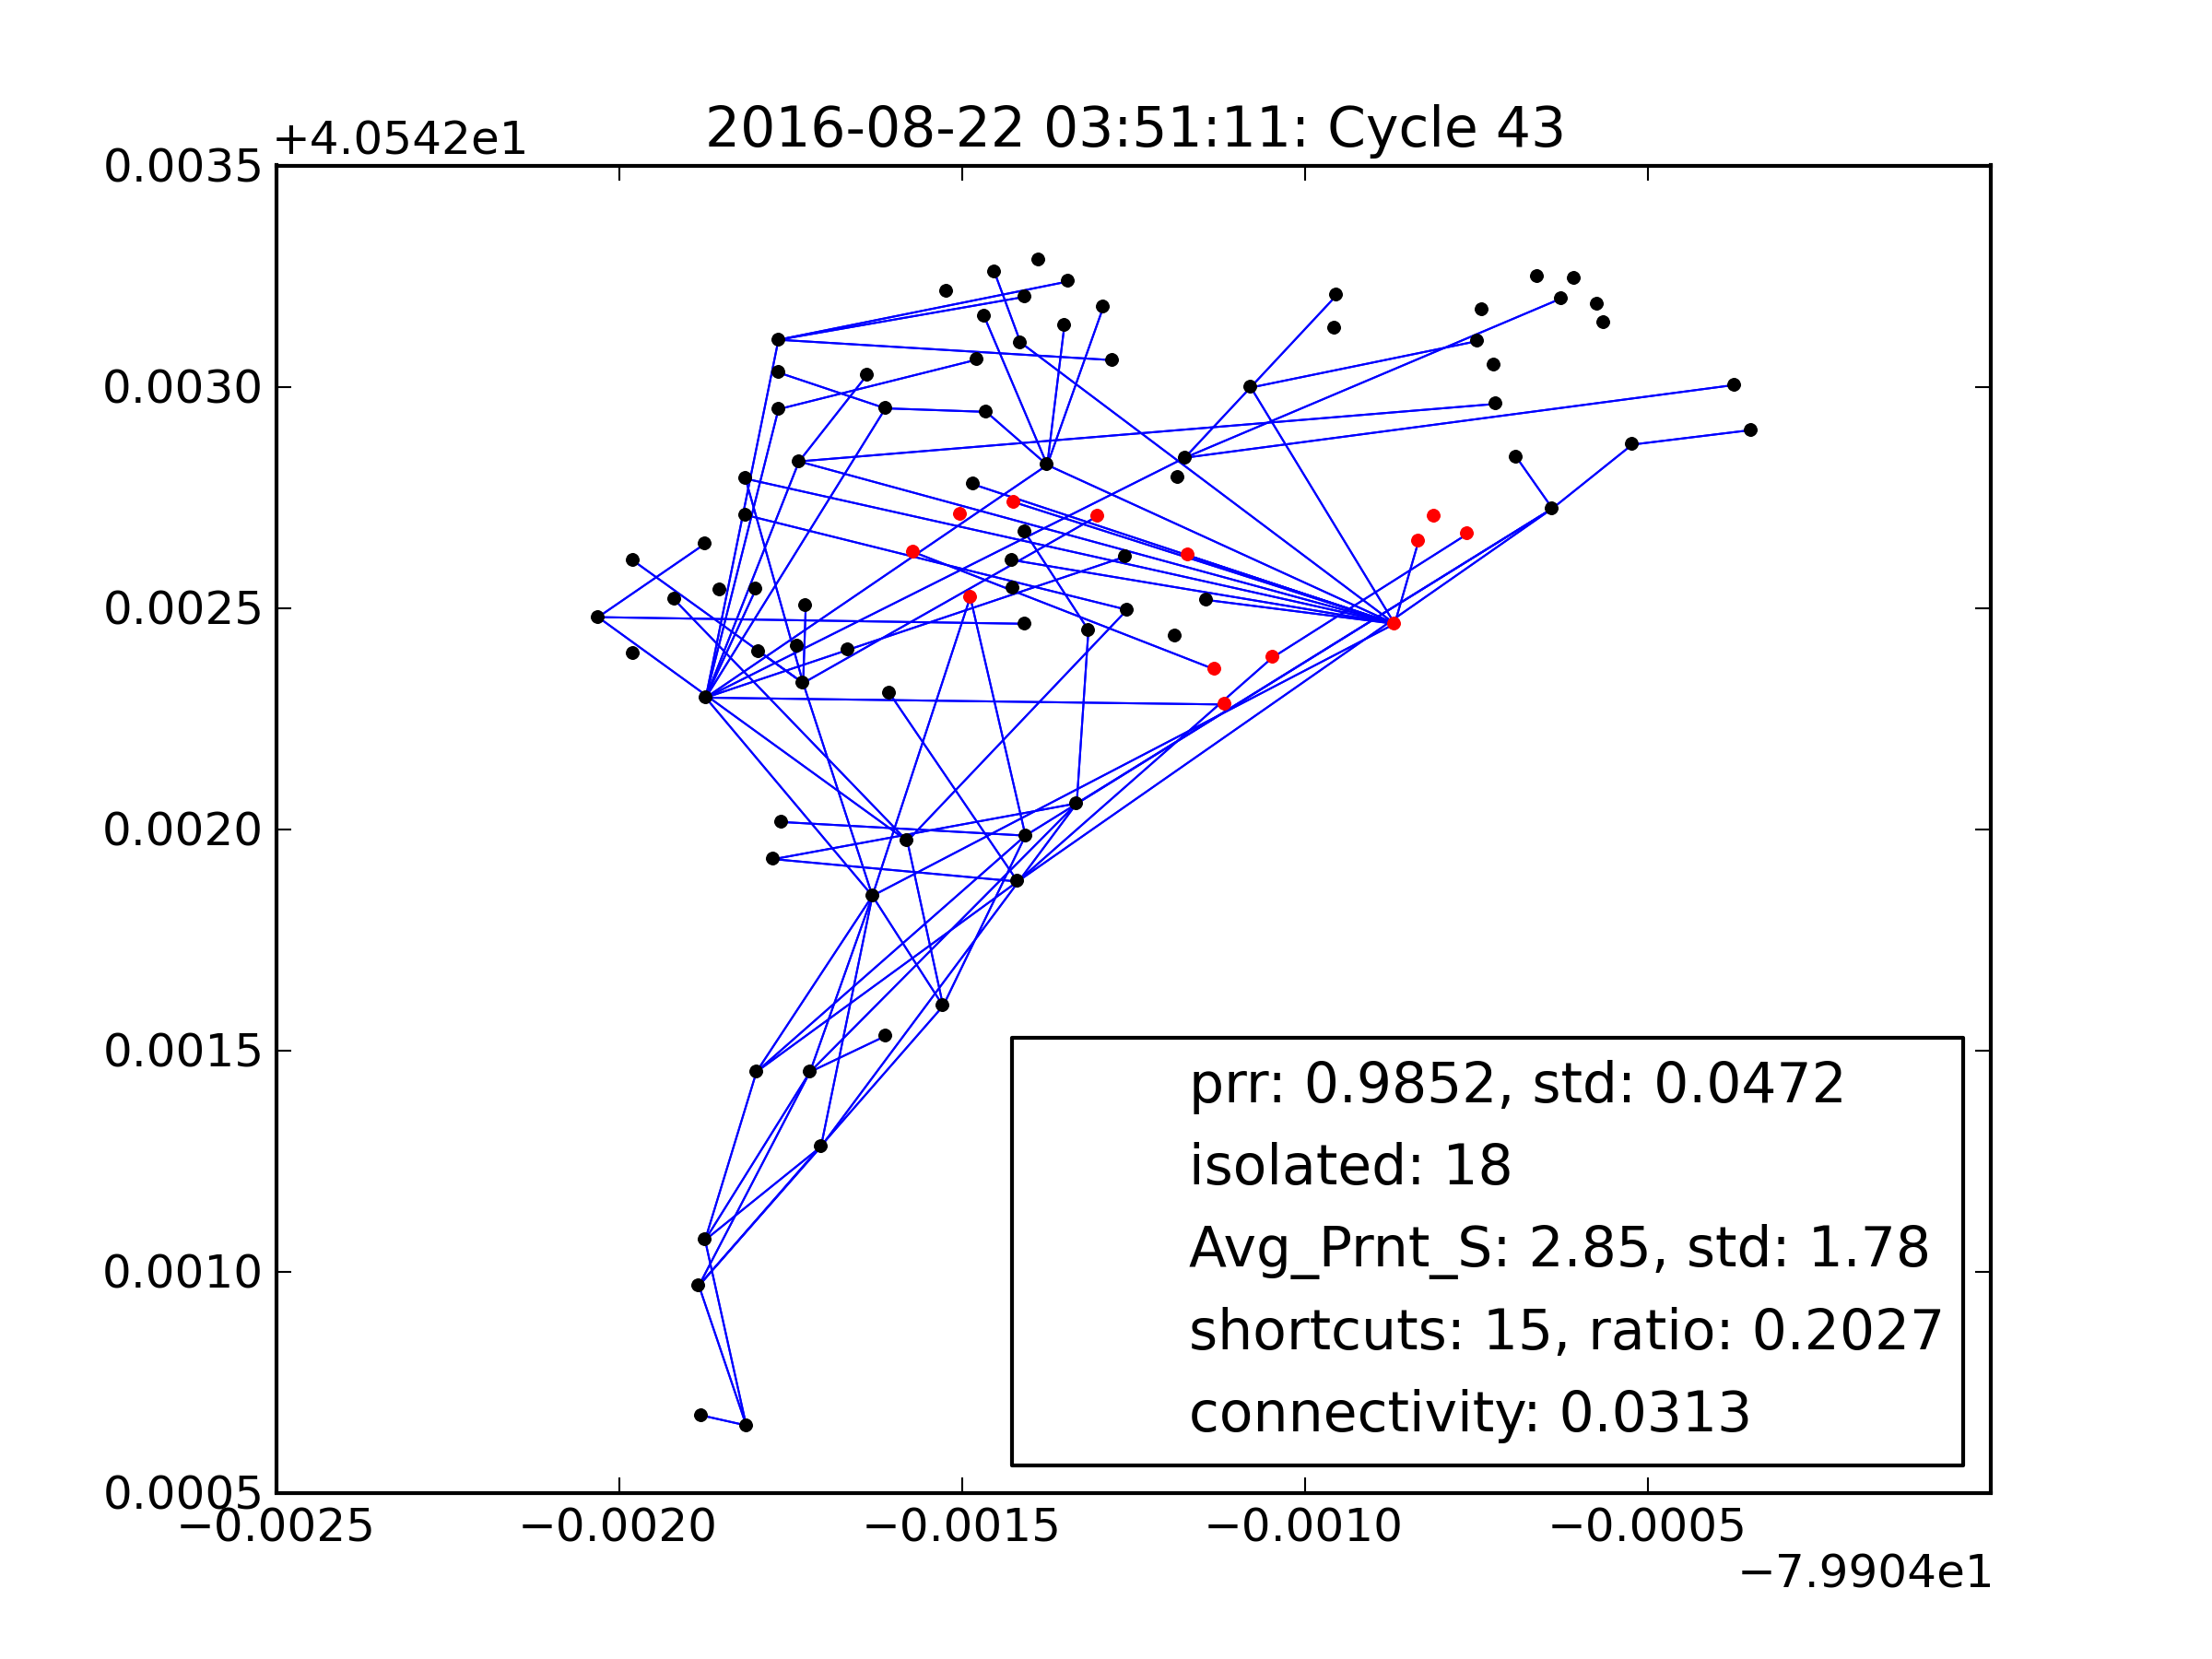 2016-08-22 03:51:11: Cycle 43
+4.0542e1
0.0035
0.0030
0.0025
0.0020
0.0015
0.0010
0.0005
prr: 0.9852, std: 0.0472
isolated: 18
Avg_Prnt_S: 2.85, std: 1.78
shortcuts: 15, ratio: 0.2027
connectivity: 0.0313
−0.0025 −0.0020 −0.0015 −0.0010 −0.0005
−7.9904e1